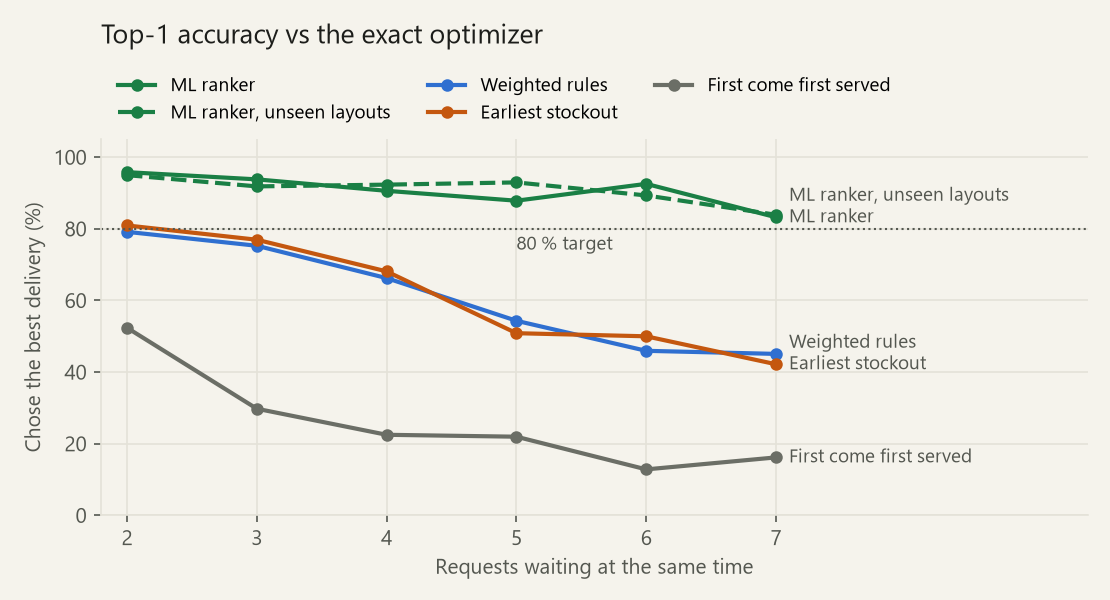 Top-1 accuracy vs the exact optimizer
ML ranker
Weighted rules
First come first served
ML ranker, unseen layouts
Earliest stockout
Chose the best delivery (%)
100
80
60
40
20
0
80 % target
ML ranker, unseen layouts
ML ranker
Weighted rules
Earliest stockout
First come first served
2 3 4 5 6 7
Requests waiting at the same time